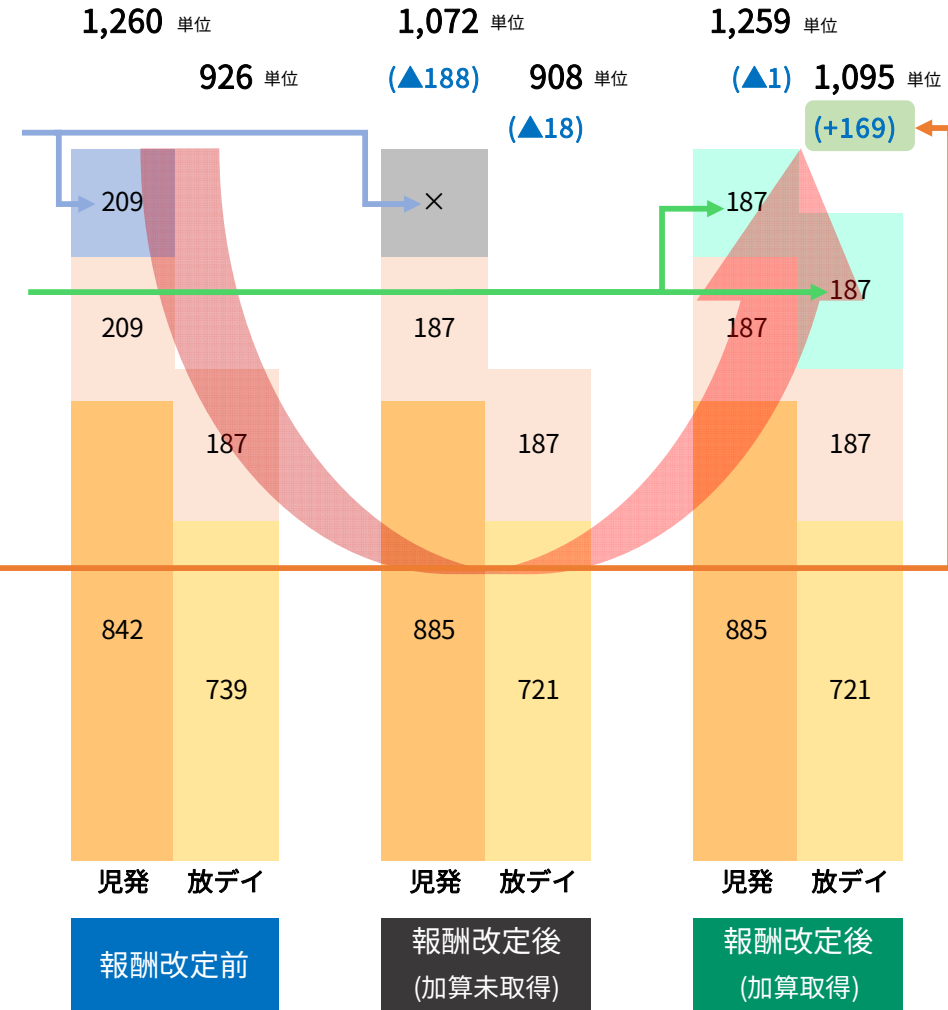 1,260 単位
1,072 単位
1,259 単位
926 単位
(▲188)
908 単位
(▲1)
1,095 単位
(▲18)
(+169)
209
×
187
187
209
187
187
187
187
187
842
885
885
739
721
721
児発 放デイ
児発 放デイ
児発 放デイ
報酬改定前
報酬改定後
(加算未取得)
報酬改定後
(加算取得)